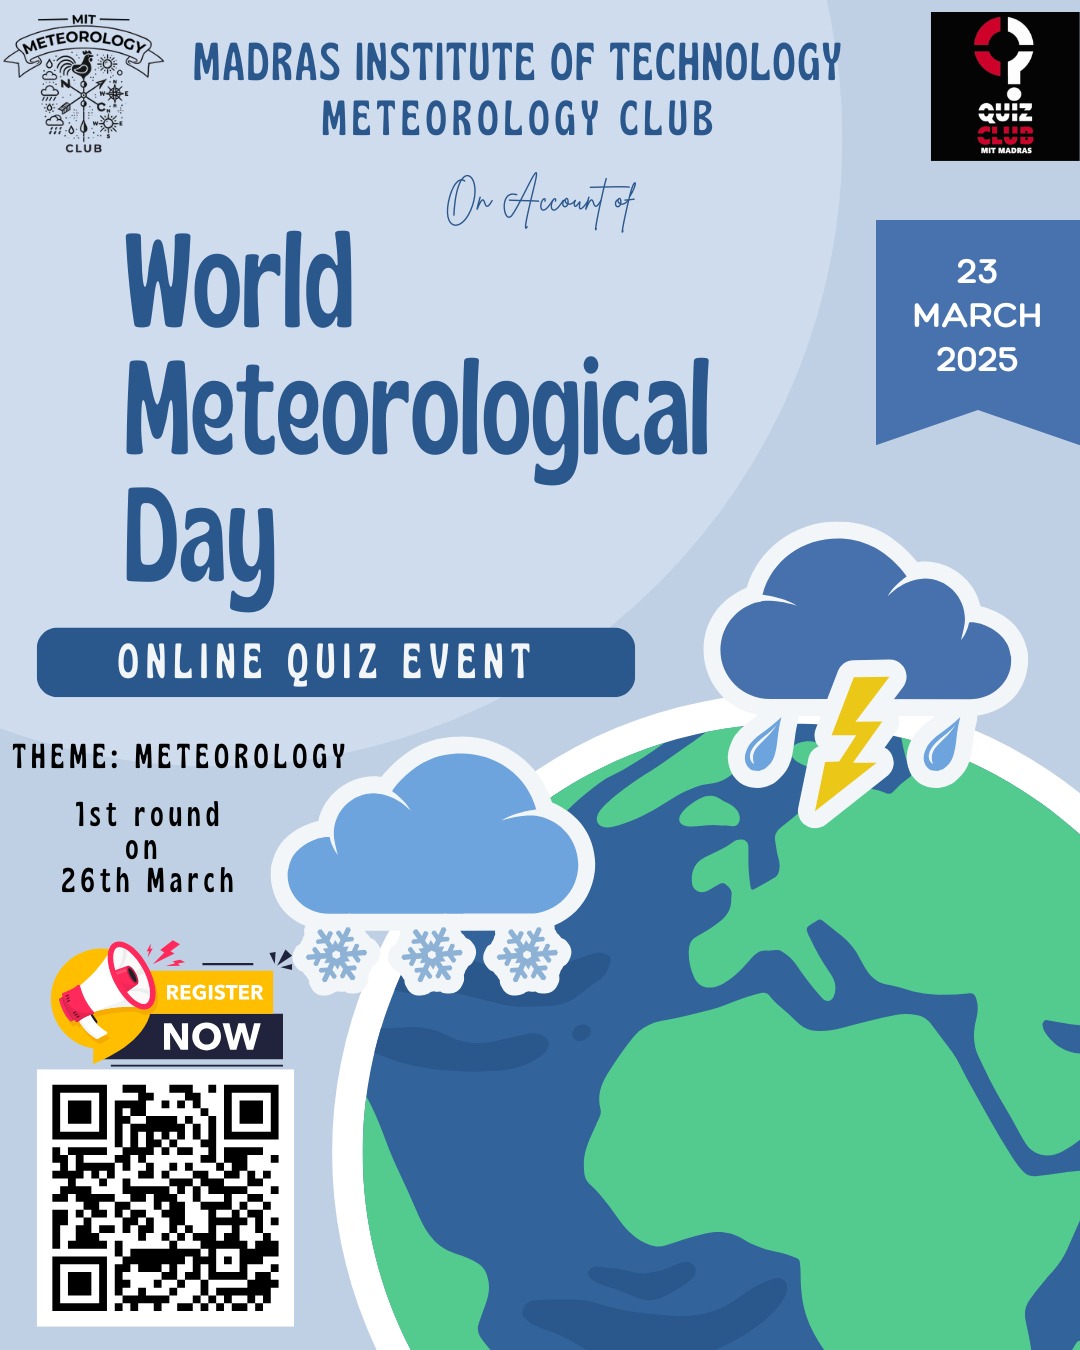 MIT
METEOROLOGY
CLUB
MADRAS INSTITUTE OF TECHNOLOGY
METEOROLOGY CLUB
QUIZ
CLUB
MIT MADRAS
On Account of
World
Meteorological
Day
23
MARCH
2025
ONLINE QUIZ EVENT
THEME: METEOROLOGY
1st round
on
26th March
REGISTER
NOW